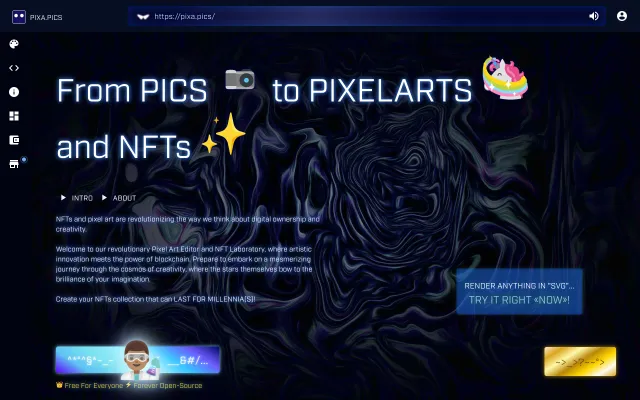 PIXA.PICS
https://pixa.pics/
From PICS to PIXELARTS
and NFTs
INTRO ABOUT
NFTs and pixel art are revolutionizing the way we think about digital ownership and
creativity.
Welcome to our revolutionary Pixel Art Editor and NFT Laboratory, where artistic
innovation meets the power of blockchain. Prepare to embark on a mesmerizing
journey through the cosmos of creativity, where the stars themselves bow to the
brilliance of your imagination.
Create your NFTs collection that can LAST FOR MILLENNIA(S)!
RENDER ANYTHING IN "SVG"...
TRY IT RIGHT «NOW»!
__&#/...
Free For Everyone Forever Open-Source